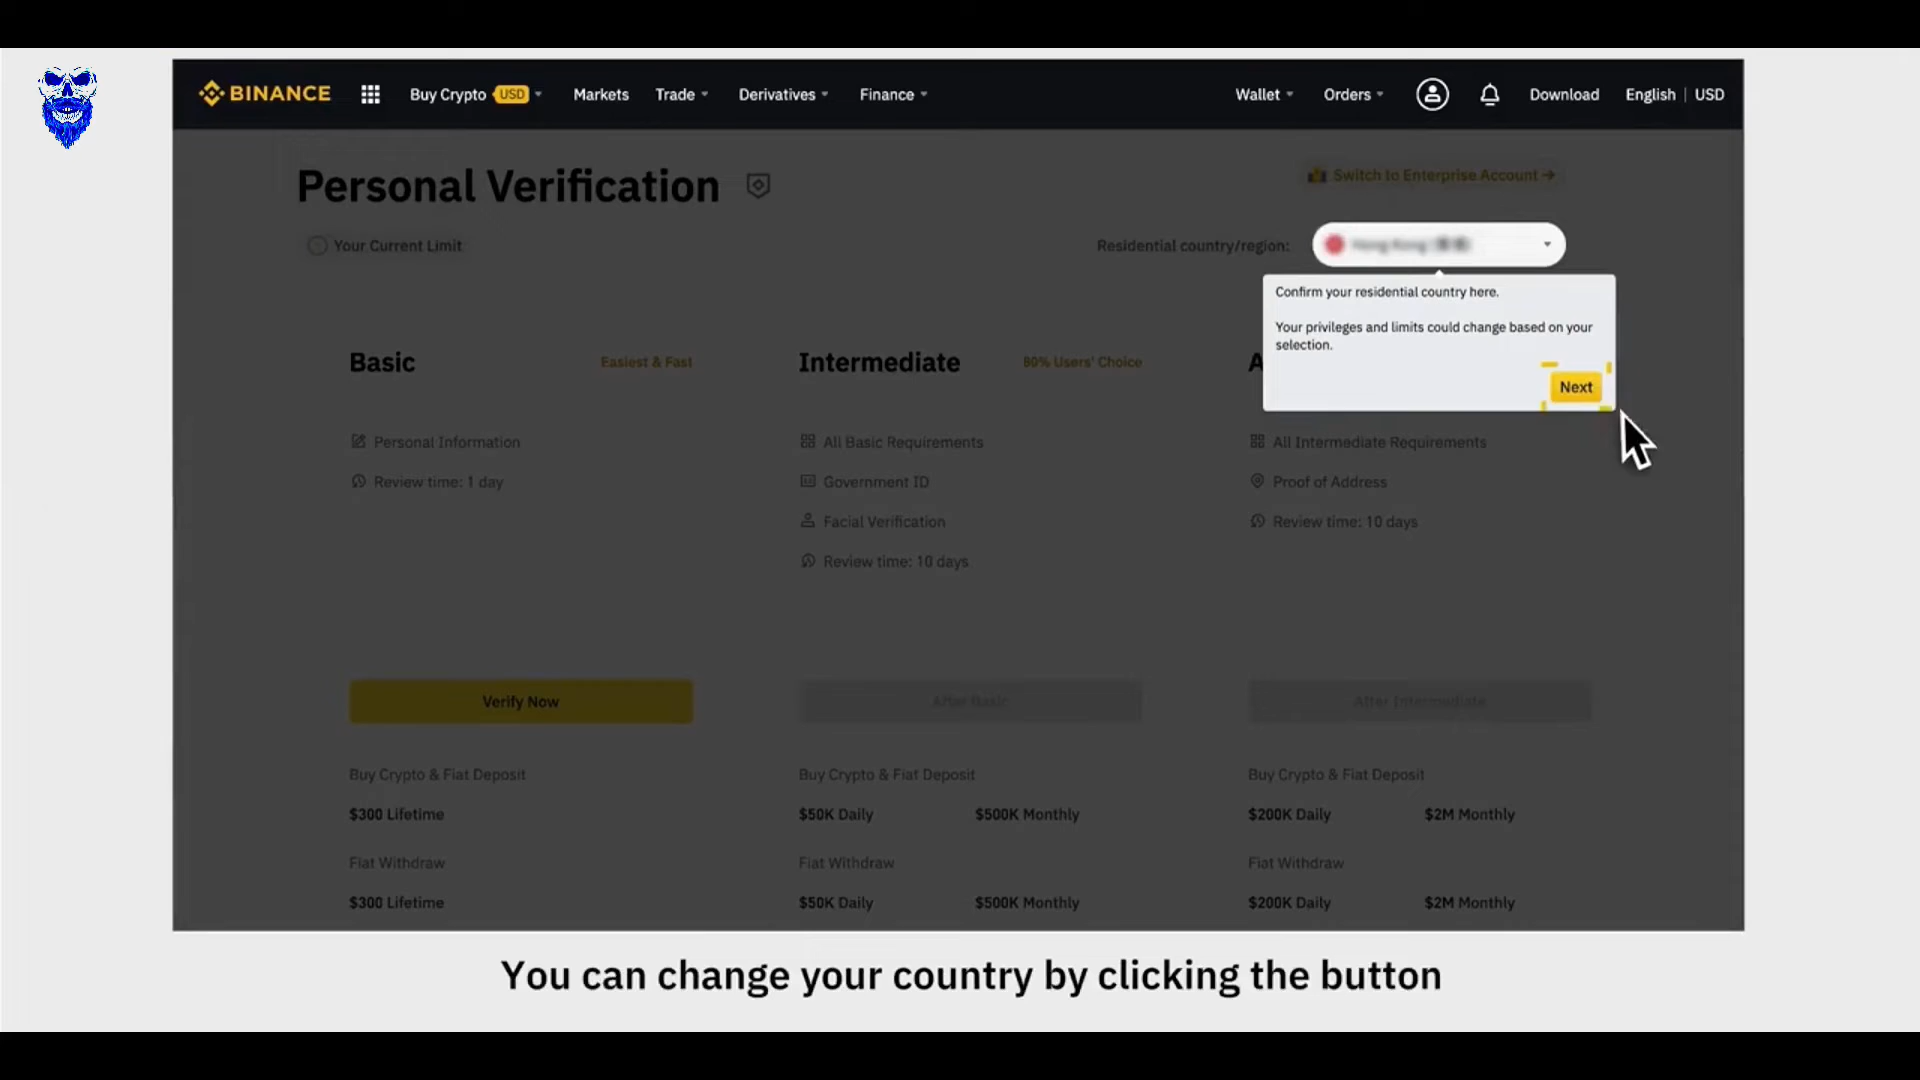 BINANCE Buy Crypto USD Markets Trade Derivatives Finance Wallet Orders Download English | USD
Personal Verification
Switch to Enterprise Account →
Your Current Limit
Residential country/region:
Confirm your residential country here.
Your privileges and limits could change based on your
selection.
Next
Basic Easiest & Fast
Personal Information
Review time: 1 day
Verify Now
Buy Crypto & Fiat Deposit
$300 Lifetime
Fiat Withdraw
$300 Lifetime
Intermediate 80% Users' Choice
All Basic Requirements
Government ID
Facial Verification
Review time: 10 days
After Basic
Buy Crypto & Fiat Deposit
$50K Daily $500K Monthly
Fiat Withdraw
$50K Daily $500K Monthly
All Intermediate Requirements
Proof of Address
Review time: 10 days
After Intermediate
Buy Crypto & Fiat Deposit
$200K Daily $2M Monthly
Fiat Withdraw
$200K Daily $2M Monthly
You can change your country by clicking the button